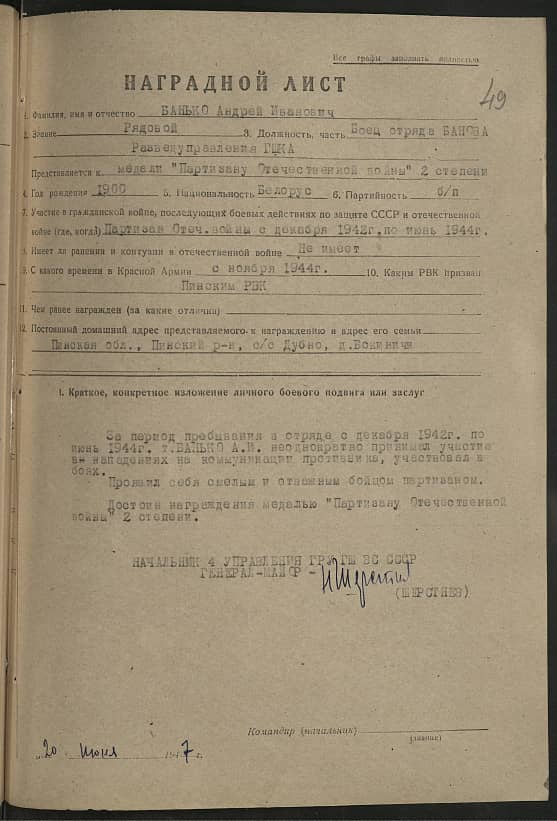 Все графы заполнять полностью
НАГРАДНОЙ ЛИСТ
49
1. Фамилия, имя и отчество БАНЬКО Андрей Иванович
2. Звание Рядовой 3. Должность, часть Боец отряда БАНОВА
Разведуправления ГШКА
Представляется к медали "Партизану Отечественной войны" 2 степени
4. Год рождения 1900 5. Национальность Белорус 6. Партийность б/п
7. Участие в гражданской войне, последующих боевых действиях по защите СССР и отечественной
войне (где, когда) Партизан Отеч.войны с декабря 1942г.по июнь 1944г.
8. Имеет ли ранения и контузии в отечественной войне Не имеет
9. С какого времени в Красной Армии с ноября 1944г. 10. Каким РВК призван
Пинским РВК
11. Чем ранее награжден (за какие отличия)
12. Постоянный домашний адрес представляемого к награждению и адрес его семьи
Пинская обл., Пинский р-н, с/с Дубно, д.
1. Краткое, конкретное изложение личного боевого подвига или заслуг
За период пребывания в отряде с декабря 1942г. по
июнь 1944г. т.БАНЬКО А.И. неоднократно принимал участие
в нападениях на коммуникации противника, участвовал в
боях.
Проявил себя смелым и отважным бойцом партизаном.
Достоин награждения медалью "Партизану Отечественной
войны" 2 степени.
НАЧАЛЬНИК 4 УПРАВЛЕНИЯ ГРУ ГШ ВС СССР
ГЕНЕРАЛ-МАЙОР -
(ШЕРСТНЕВ)
Командир (начальник)
(звание)
„20 июня 1947 г.